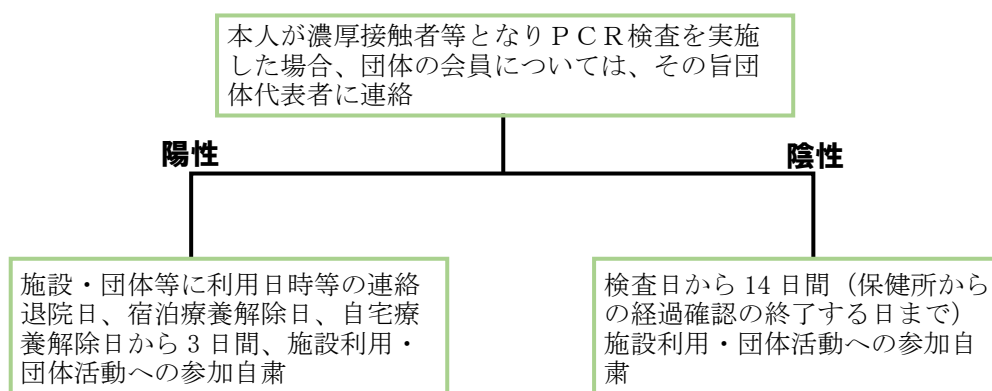 本人が濃厚接触者等となりＰＣＲ検査を実施
した場合、団体の会員については、その旨団
体代表者に連絡
陽性
陰性
施設・団体等に利用日時等の連絡
退院日、宿泊療養解除日、自宅療
養解除日から 3 日間、施設利用・
団体活動への参加自粛
検査日から 14 日間（保健所から
の経過確認の終了する日まで）
施設利用・団体活動への参加自
粛